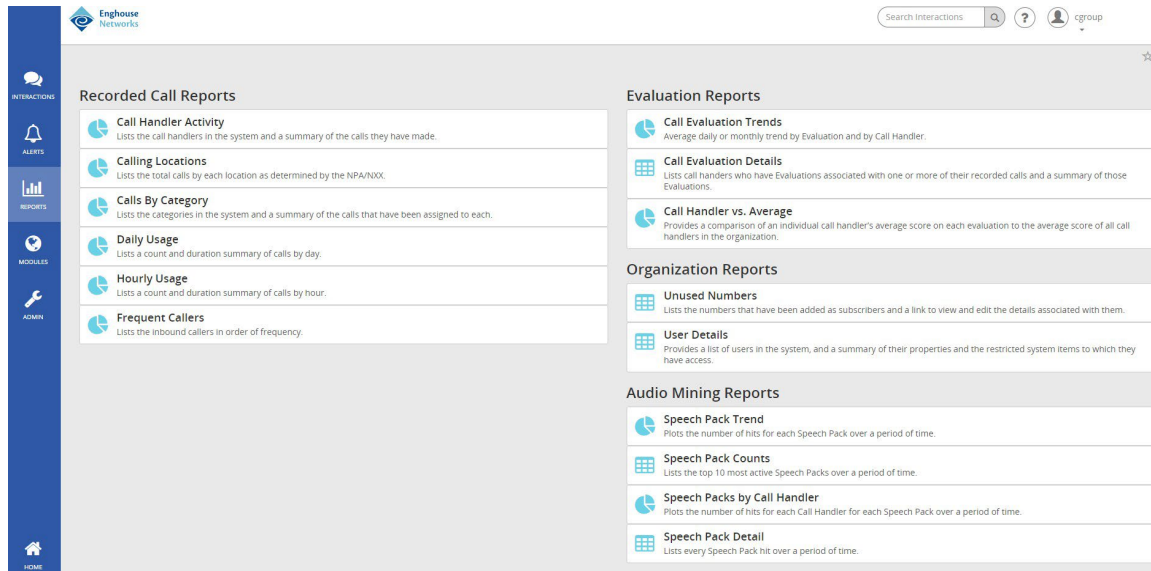 Enghouse
Networks
Search Interactions
?
cgroup
INTERACTIONS
ALERTS
REPORTS
MODULES
ADMIN
HOME
Recorded Call Reports
Call Handler Activity
Lists the call handlers in the system and a summary of the calls they have made.
Calling Locations
Lists the total calls by each location as determined by the NPA/NXX.
Calls By Category
Lists the categories in the system and a summary of the calls that have been assigned to each.
Daily Usage
Lists a count and duration summary of calls by day.
Hourly Usage
Lists a count and duration summary of calls by hour.
Frequent Callers
Lists the inbound callers in order of frequency.
Evaluation Reports
Call Evaluation Trends
Average daily or monthly trend by Evaluation and by Call Handler.
Call Evaluation Details
Lists call handers who have Evaluations associated with one or more of their recorded calls and a summary of those
Evaluations.
Call Handler vs. Average
Provides a comparison of an individual call handler's average score on each evaluation to the average score of all call
handlers in the organization.
Organization Reports
Unused Numbers
Lists the numbers that have been added as subscribers and a link to view and edit the details associated with them.
User Details
Provides a list of users in the system, and a summary of their properties and the restricted system items to which they
have access.
Audio Mining Reports
Speech Pack Trend
Plots the number of hits for each Speech Pack over a period of time.
Speech Pack Counts
Lists the top 10 most active Speech Packs over a period of time.
Speech Packs by Call Handler
Plots the number of hits for each Call Handler for each Speech Pack over a period of time.
Speech Pack Detail
Lists every Speech Pack hit over a period of time.